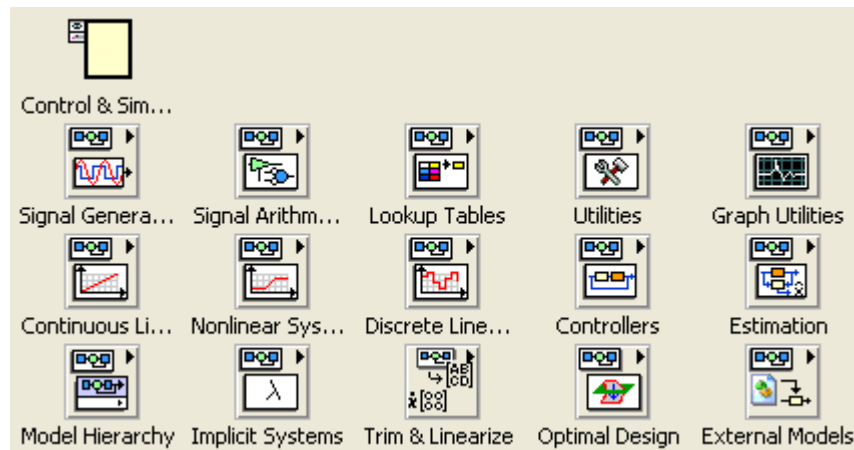 Control & Sim...
Signal Genera... Signal Arithm... Lookup Tables Utilities Graph Utilities
Continuous Li... Nonlinear Sys... Discrete Line... Controllers Estimation
λ
Model Hierarchy Implicit Systems Trim & Linearize Optimal Design External Models